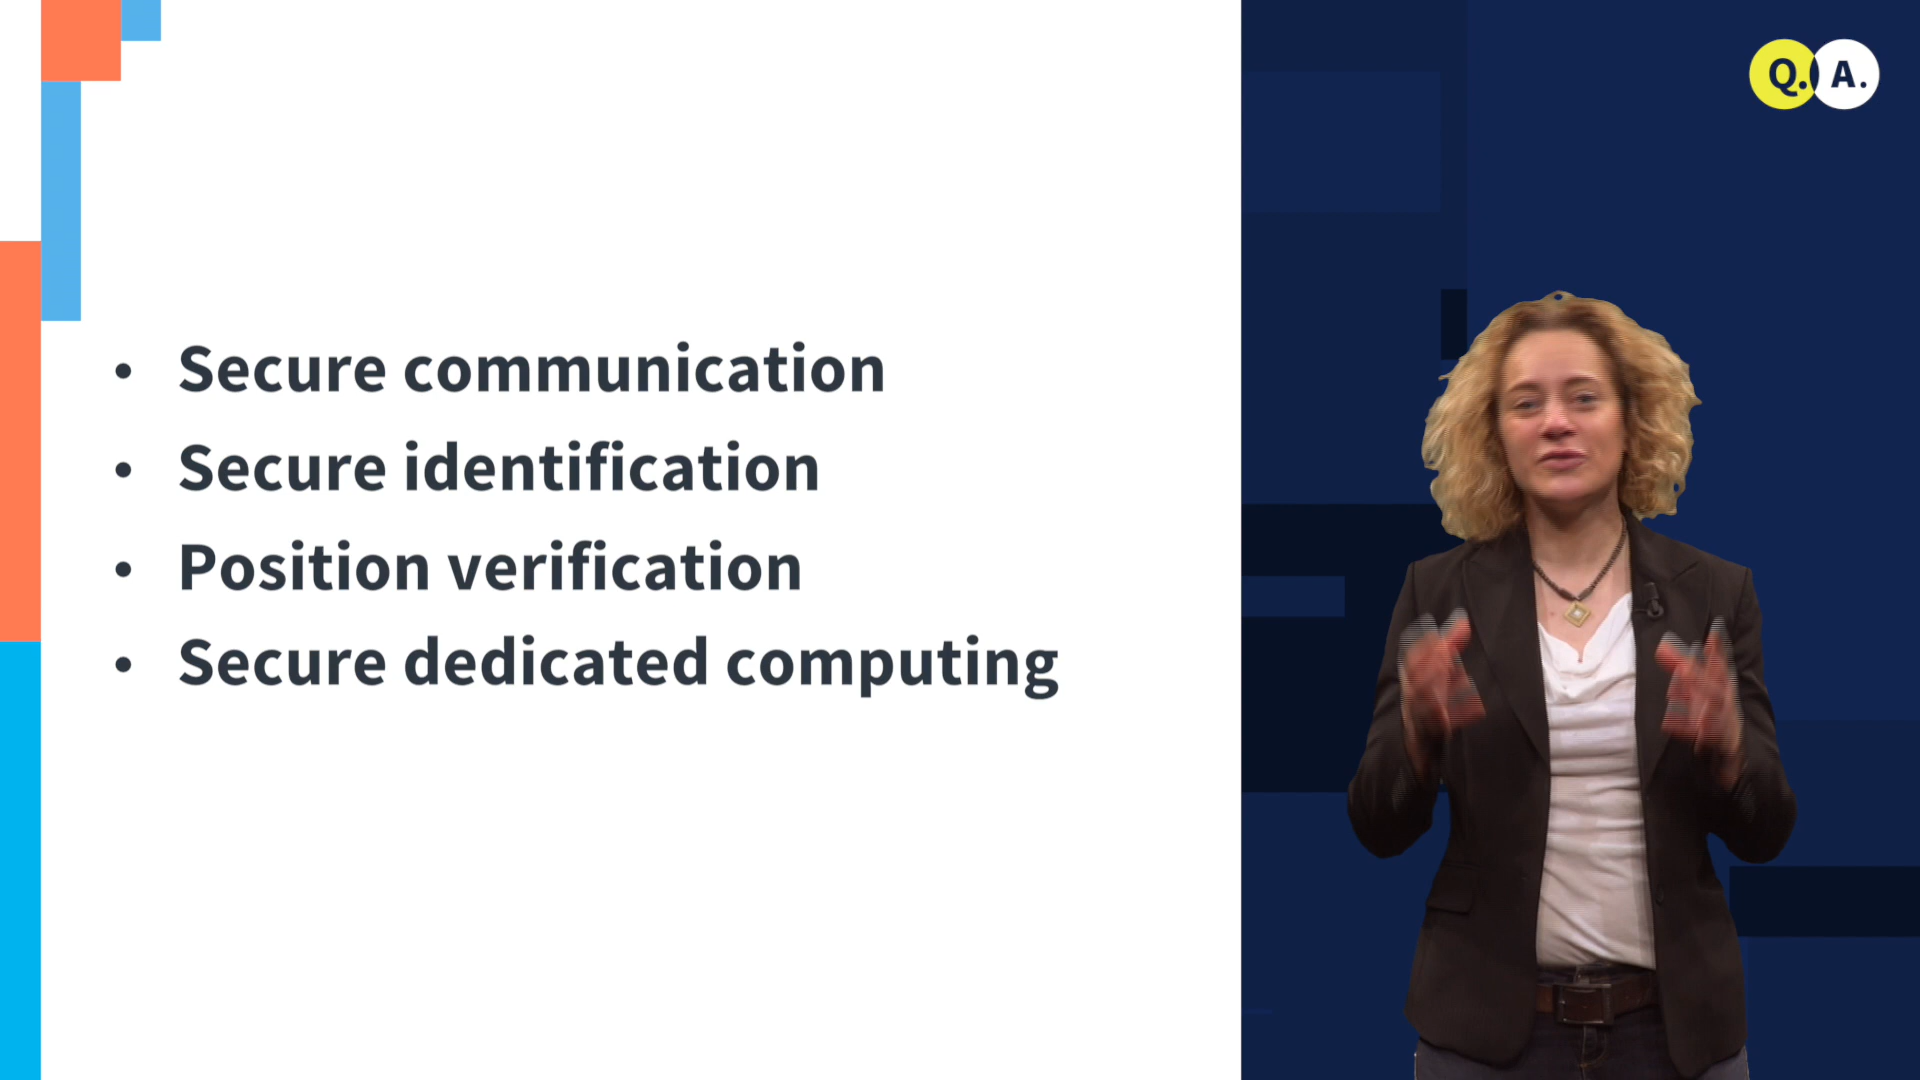 Q. A.
• Secure communication
• Secure identification
• Position verification
• Secure dedicated computing